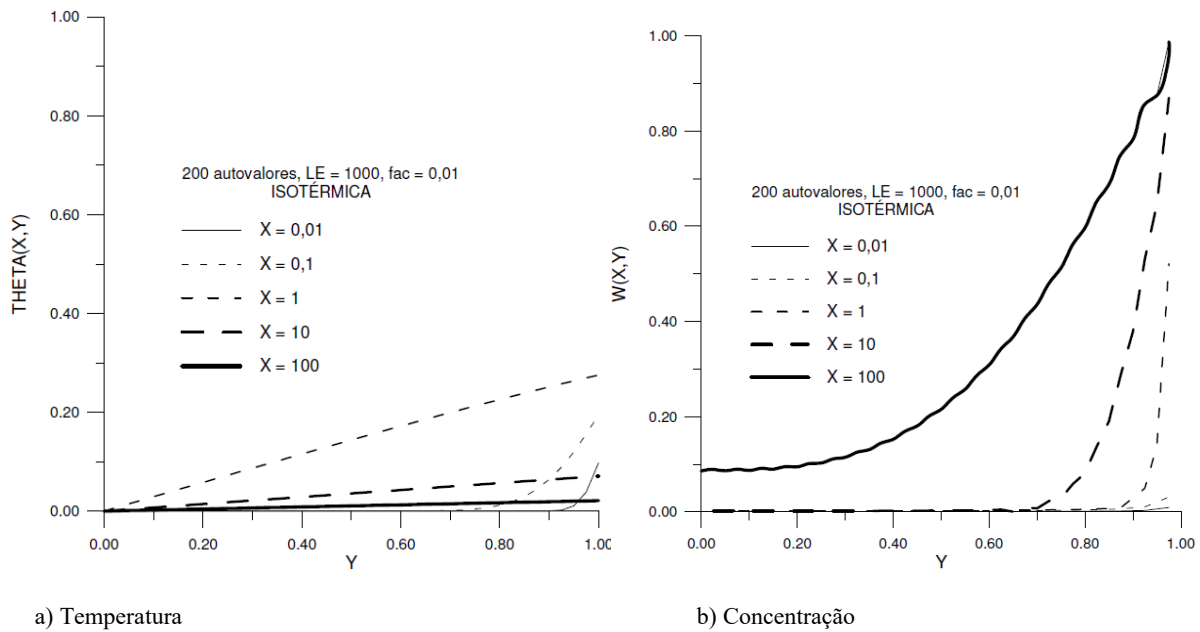 1.00
0.80
0.60
0.40
0.20
0.00
THETA(X,Y)
200 autovalores, LE = 1000, fac = 0,01
ISOTÉRMICA
X = 0,01
X = 0,1
X = 1
X = 10
X = 100
0.00 0.20 0.40 0.60 0.80 1.00
Y
a) Temperatura
1.00
0.80
0.60
0.40
0.20
0.00
W(X,Y)
200 autovalores, LE = 1000, fac = 0,01
ISOTÉRMICA
X = 0,01
X = 0,1
X = 1
X = 10
X = 100
0.00 0.20 0.40 0.60 0.80 1.00
Y
b) Concentração